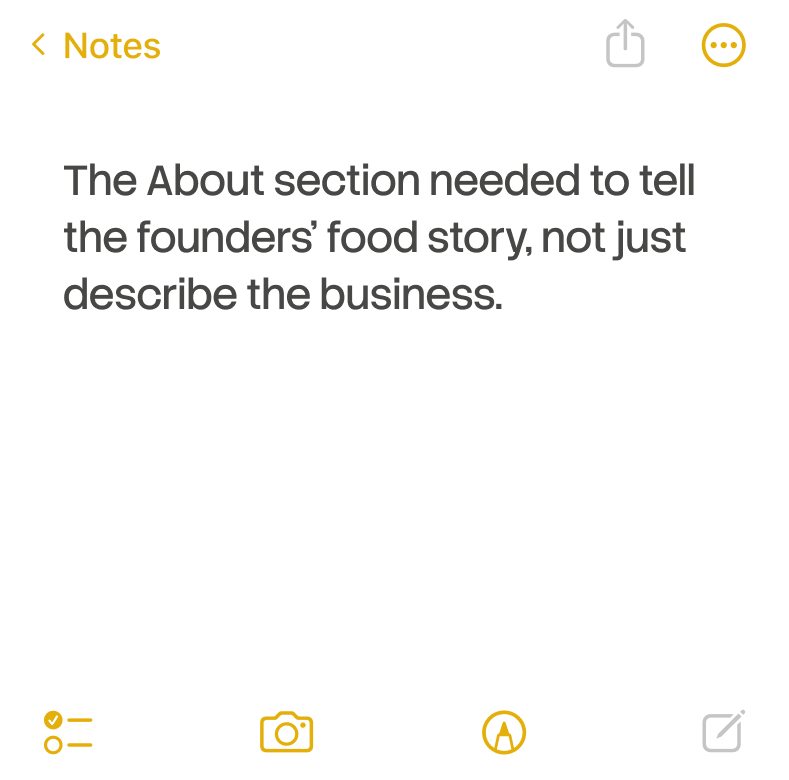 Notes
The About section needed to tell
the founders’ food story, not just
describe the business.